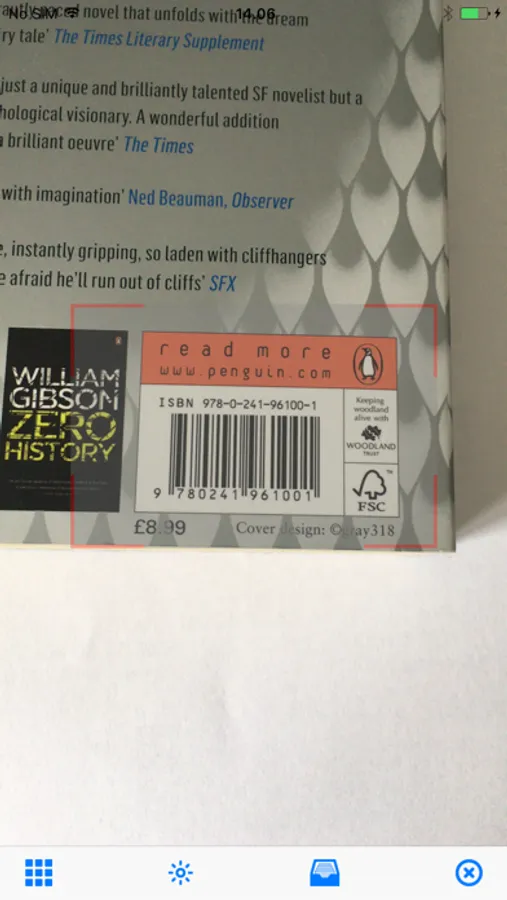 No SIM 14.06
novel that unfolds with the dream
ry tale' The Times Literary Supplement
just a unique and brilliantly talented SF novelist but a
hological visionary. A wonderful addition
brilliant oeuvre' The Times
with imagination' Ned Beauman, Observer
e, instantly gripping, so laden with cliffhangers
e afraid he'll run out of cliffs' SFX
WILLIAM
GIBSON
ZERO
HISTORY
read more
www.penguin.com
ISBN 978-0-241-96100-1
9 780241 961001
Keeping
woodland
alive with
WOODLAND
TRUST
FSC
™
£8.99
Cover design: ©gray318